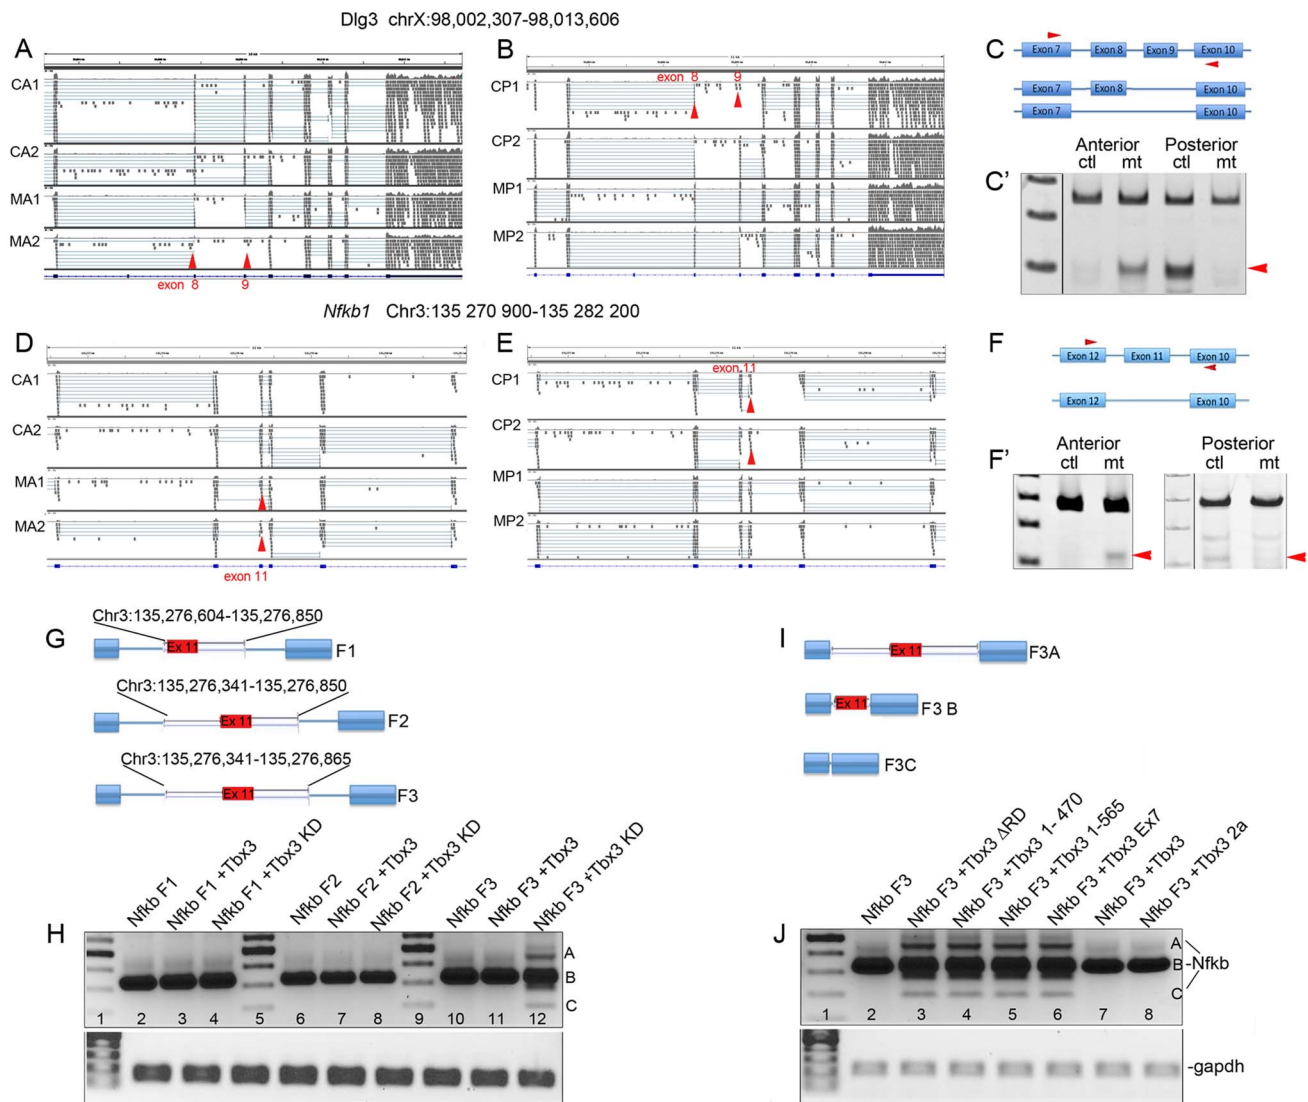 Dlg3 chrX:98,002,307-98,013,606
A
CA1
CA2
MA1
MA2
exon 8 9
B
exon 8 9
CP1
CP2
MP1
MP2
C
Exon 7 Exon 8 Exon 9 Exon 10
Exon 7 Exon 8 Exon 10
Exon 7 Exon 10
Anterior Posterior
ctl mt ctl mt
C'
Nfkb1 Chr3:135 270 900-135 282 200
D
CA1
CA2
MA1
MA2
exon 11
E
exon 11
CP1
CP2
MP1
MP2
F
Exon 12 Exon 11 Exon 10
Exon 12 Exon 10
Anterior Posterior
ctl mt ctl mt
F'
G
Chr3:135,276,604-135,276,850
Ex 11
F1
Chr3:135,276,341-135,276,850
Ex 11
F2
Chr3:135,276,341-135,276,865
Ex 11
F3
H
Nfkb F1
Nfkb F1 +Tbx3
Nfkb F1 +Tbx3 KD
Nfkb F2
Nfkb F2 +Tbx3
Nfkb F2 +Tbx3 KD
Nfkb F3
Nfkb F3 +Tbx3
Nfkb F3 +Tbx3 KD
A
B
C
1 2 3 4 5 6 7 8 9 10 11 12
I
Ex 11
F3A
Ex 11
F3 B
F3C
J
Nfkb F3
Nfkb F3 +Tbx3 ΔRD
Nfkb F3 +Tbx3 1- 470
Nfkb F3 +Tbx3 1-565
Nfkb F3 +Tbx3 Ex7
Nfkb F3 +Tbx3
Nfkb F3 +Tbx3 2a
A
B -Nfkb
C
1 2 3 4 5 6 7 8
-gapdh